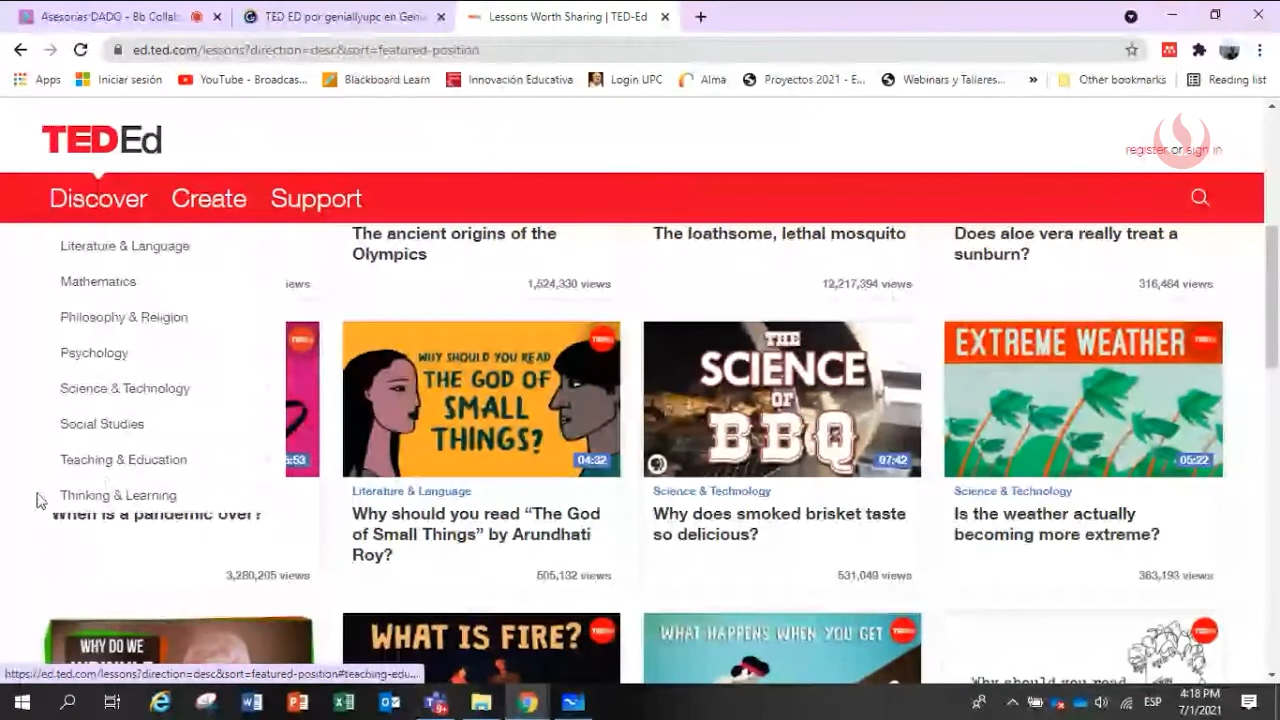 Asesorias DADO - Bb Collab
TED ED por geniallyupc en Geni
Lessons Worth Sharing | TED-Ed
ed.ted.com/lessons?direction=desc&sort=featured-position
Apps
Iniciar sesión
YouTube - Broadcas...
Blackboard Learn
Innovación Educativa
Login UPC
Alma
Proyectos 2021 - E...
Webinars y Talleres...
»
Other bookmarks
Reading list
TEDEd
register or sign in
Discover Create Support
Literature & Language
Mathematics
Philosophy & Religion
Psychology
Science & Technology
Social Studies
Teaching & Education
Thinking & Learning
iews
The ancient origins of the
Olympics
1,524,330 views
The loathsome, lethal mosquito
12,217,394 views
Does aloe vera really treat a
sunburn?
316,464 views
5:53
When is a pandemic over?
3,280,205 views
WHY SHOULD YOU READ
THE GOD OF
SMALL
THINGS?
04:32
Literature & Language
Why should you read “The God
of Small Things” by Arundhati
Roy?
505,132 views
THE
SCIENCE
OF
BBQ
07:42
Science & Technology
Why does smoked brisket taste
so delicious?
531,049 views
EXTREME WEATHER
05:22
Science & Technology
Is the weather actually
becoming more extreme?
363,193 views
WHY DO WE
WHAT IS FIRE?
WHAT HAPPENS WHEN YOU GET
Why should you read
https://ed.ted.com/lessons?direction=desc&sort=featured-position#teaching-edu...
ESP
4:18 PM
7/1/2021